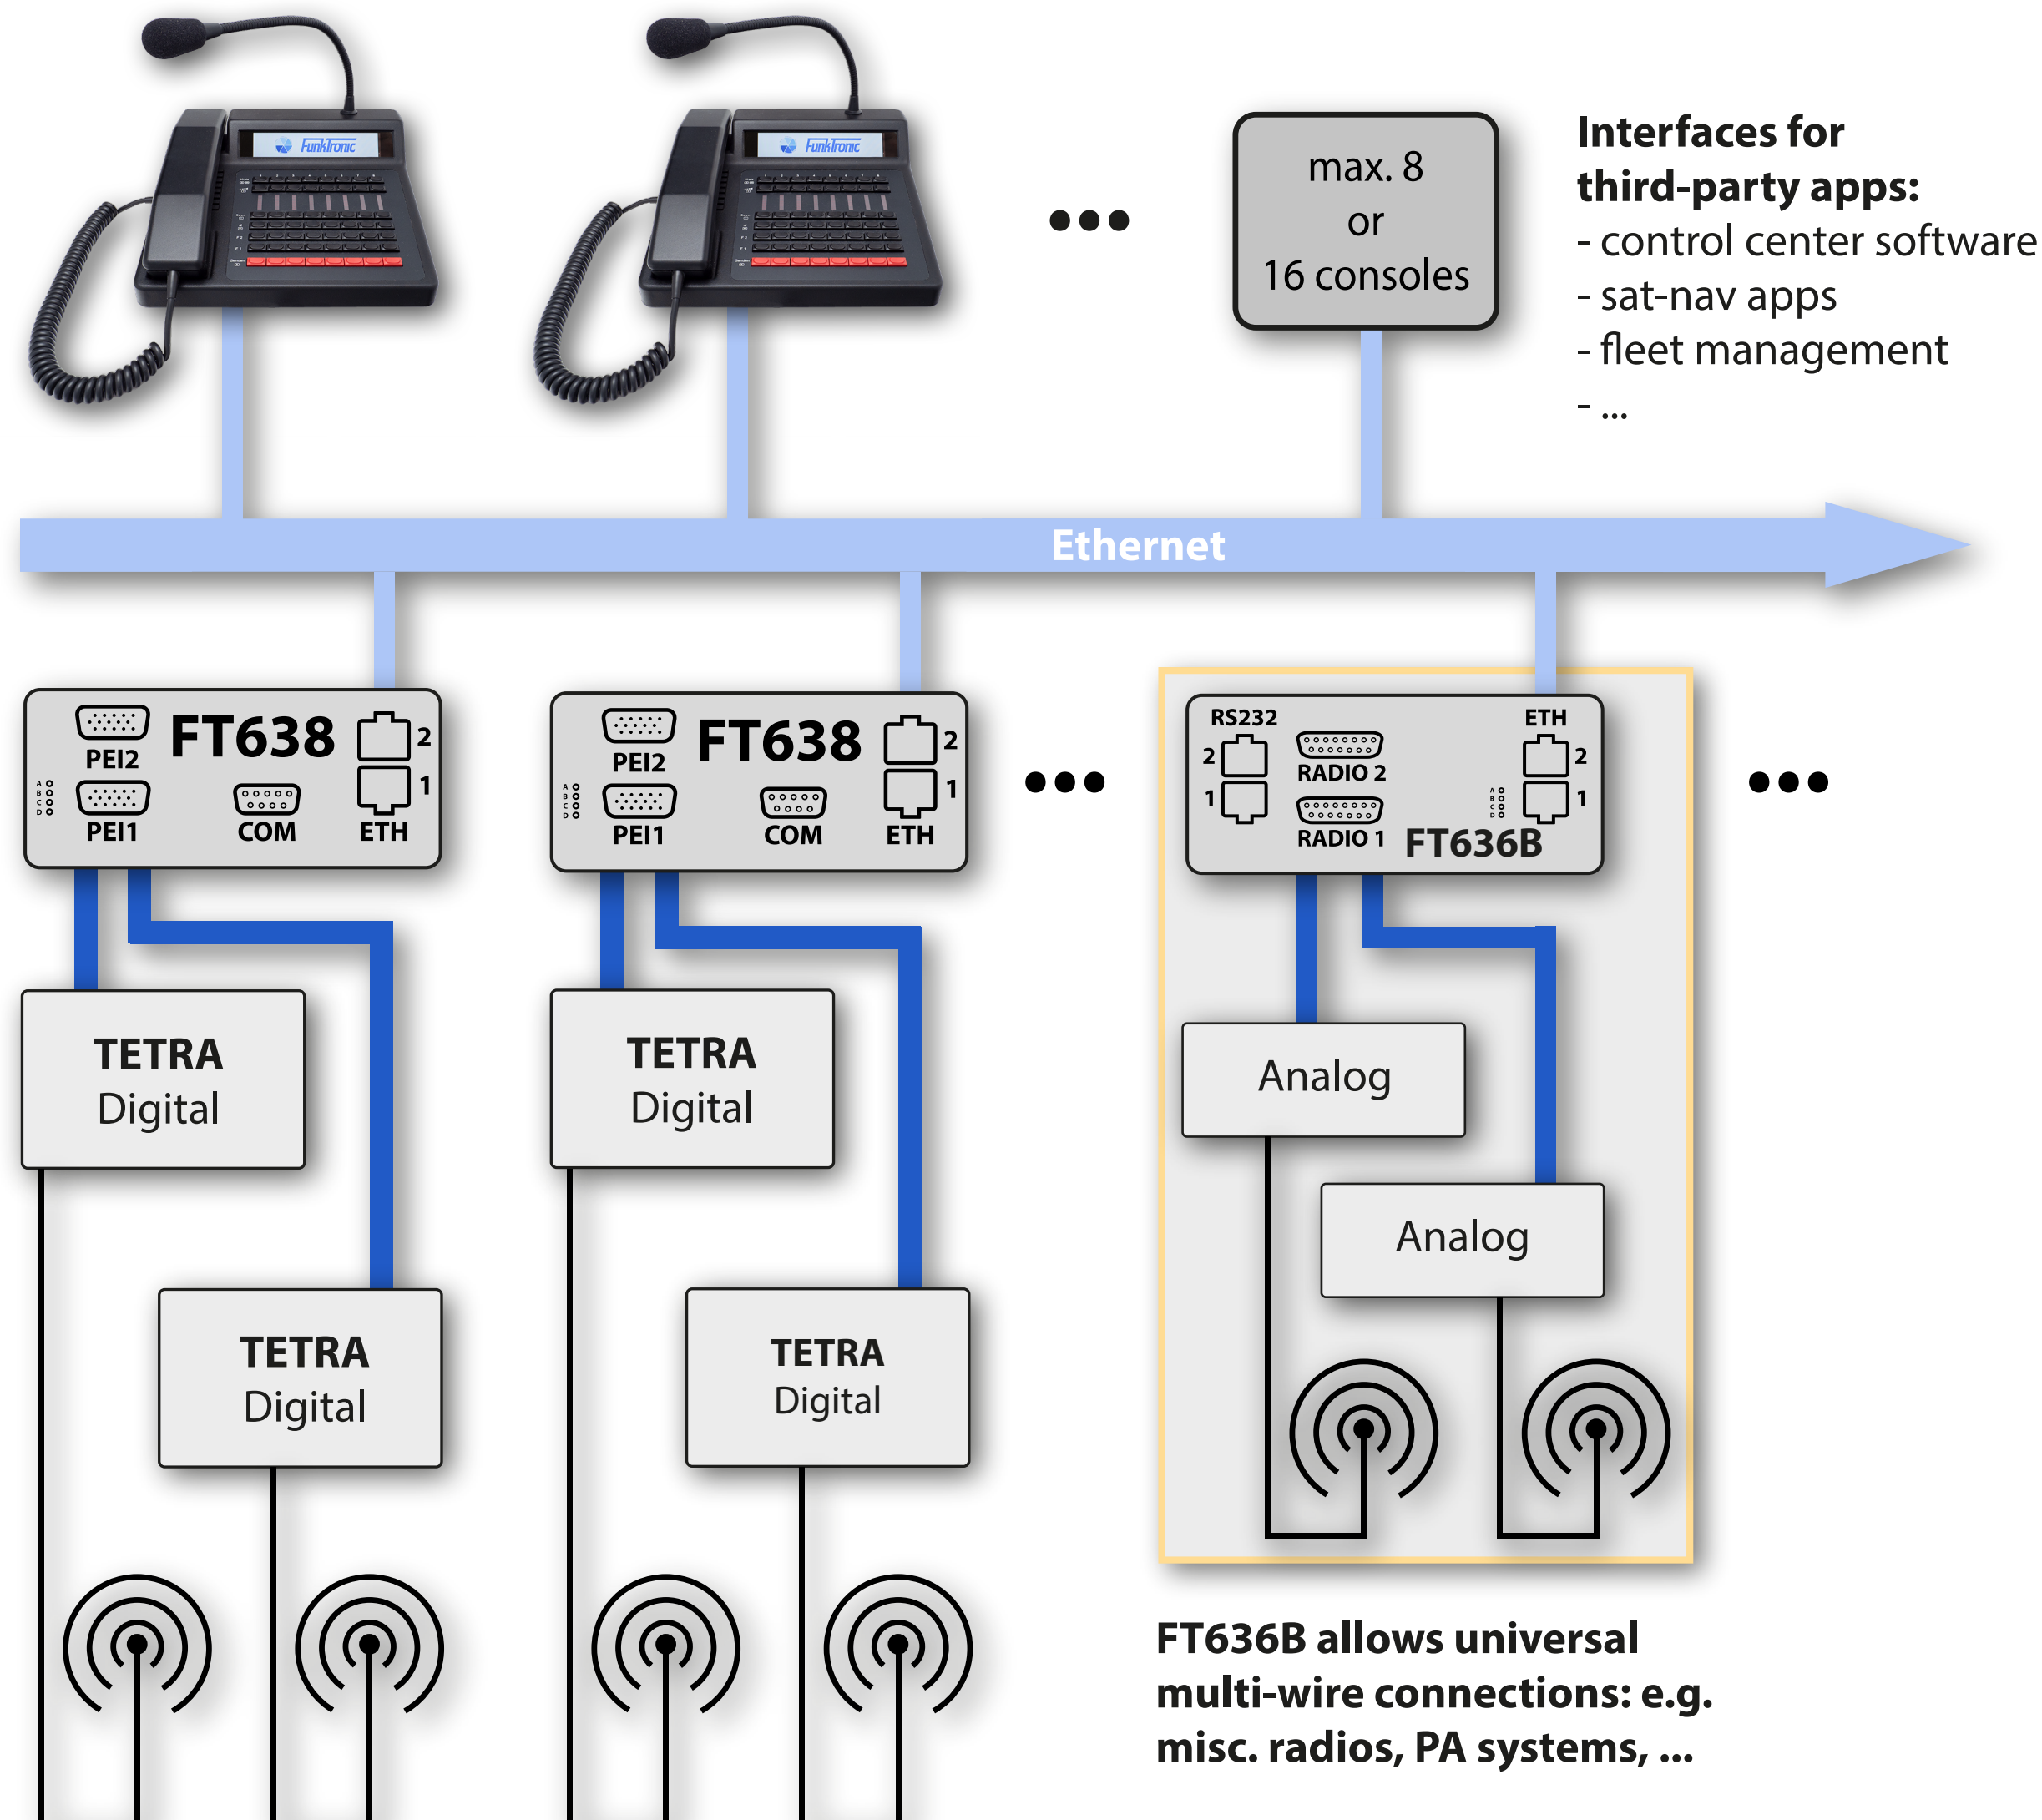 FunkTronic
FunkTronic
max. 8
or
16 consoles
Interfaces for
third-party apps:
- control center software
- sat-nav apps
- fleet management
- ...
Ethernet
PEI2
FT638
2
A
B
C
D
1
PEI1
COM
ETH
PEI2
FT638
2
A
B
C
D
1
PEI1
COM
ETH
RS232
ETH
2
RADIO 2
2
1
A
B
C
D
1
RADIO 1
FT636B
TETRA
Digital
TETRA
Digital
Analog
Analog
TETRA
Digital
TETRA
Digital
FT636B allows universal
multi-wire connections: e.g.
misc. radios, PA systems, ...